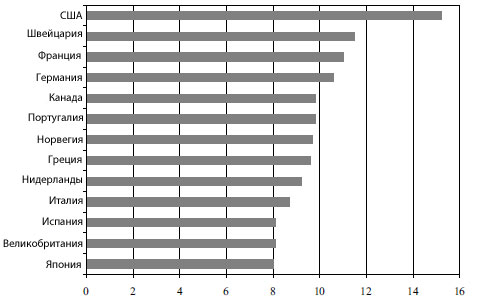 США
Швейцария
Франция
Германия
Канада
Португалия
Норвегия
Греция
Нидерланды
Италия
Испания
Великобритания
Япония
0 2 4 6 8 10 12 14 16